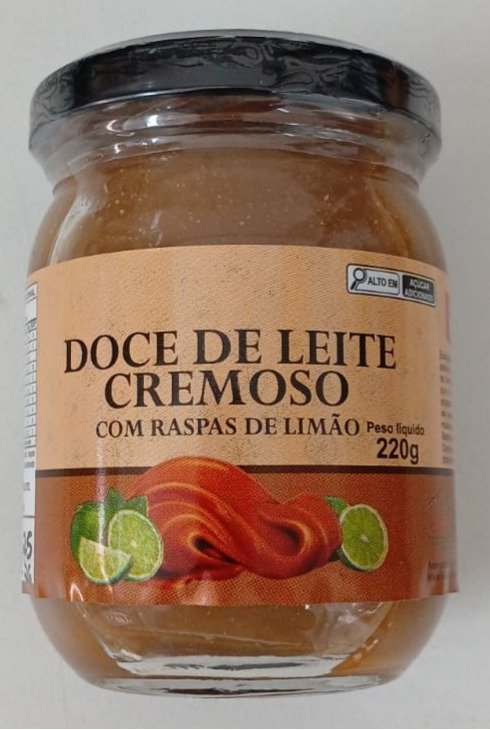 ALTO EM
AÇÚCAR
ADICIONADO
DOCE DE LEITE
CREMOSO
COM RASPAS DE LIMÃO
Peso líquido
220g